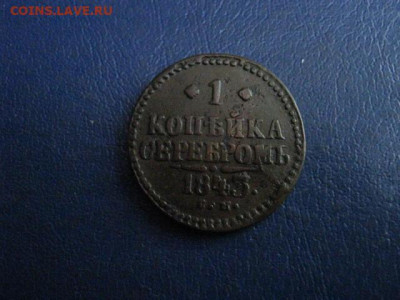 COINS.LAVE.RU
1
КОПѢЙКА
СЕРЕБРОМЪ
1843.